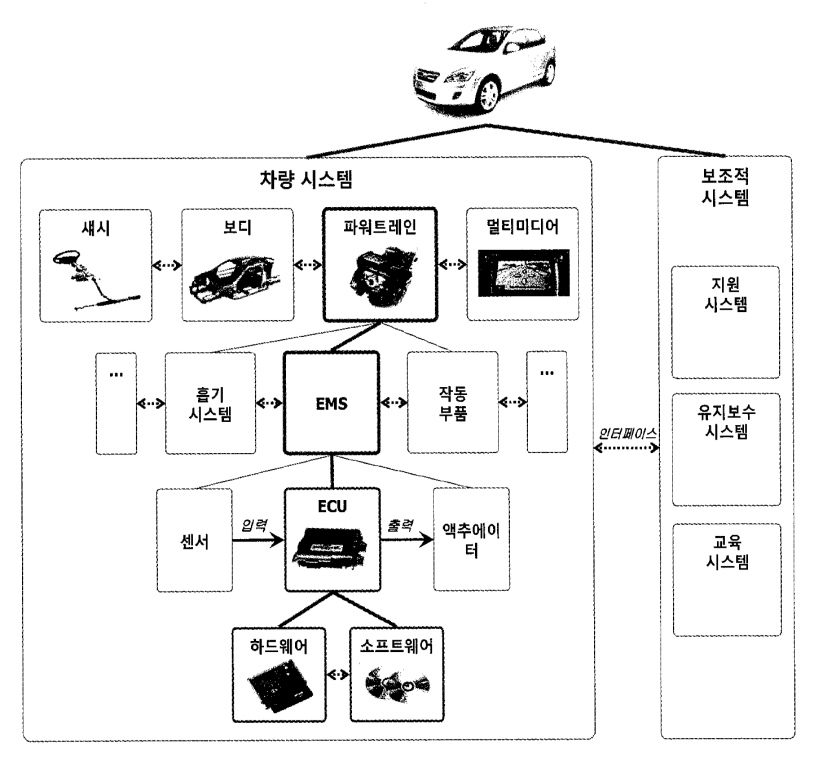 차량 시스템
보조적
시스템
섀시
보디
파워트레인
멀티미디어
지원
시스템
...
흡기
시스템
EMS
작동
부품
...
유지보수
시스템
인터페이스
센서
입력
ECU
출력
액추에이
터
교육
시스템
하드웨어
소프트웨어